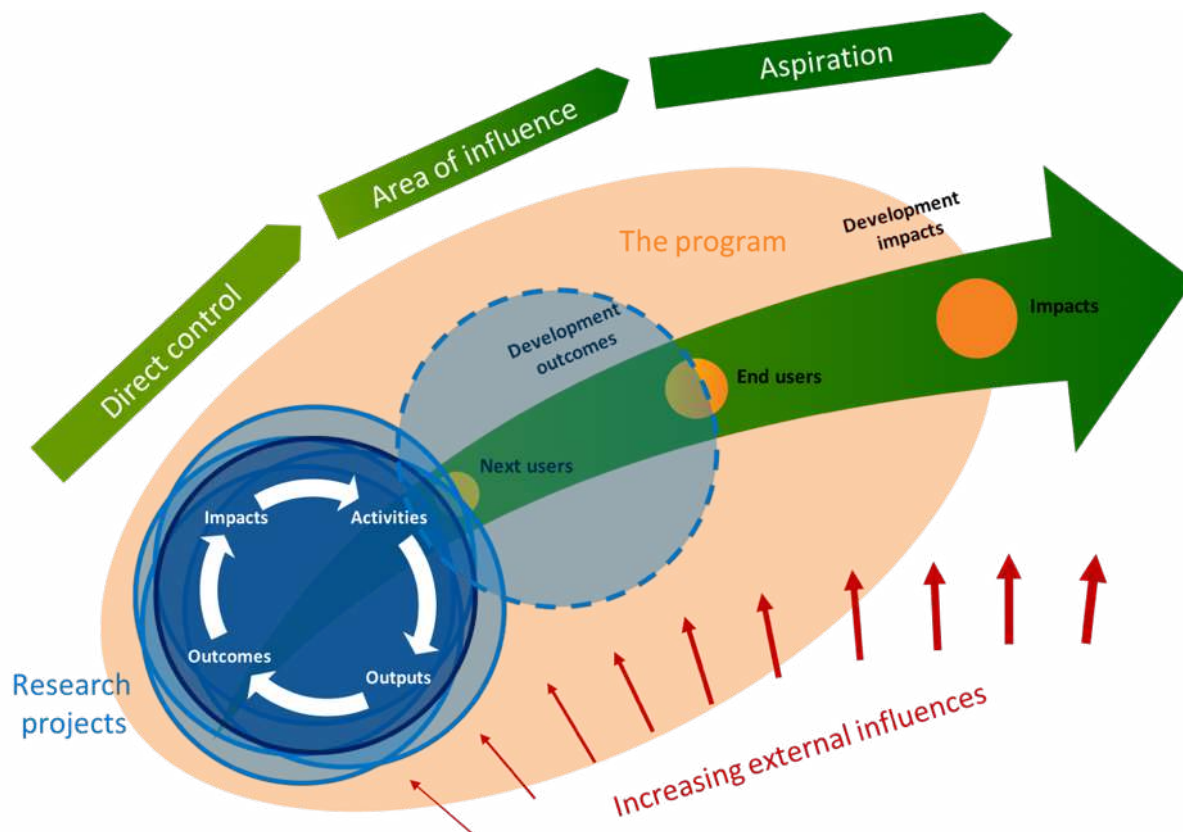 Aspiration
Area of influence
Direct control
The program
Development
impacts
Impacts
Development
outcomes
End users
Next users
Impacts
Activities
Outcomes
Outputs
Research
projects
Increasing external influences